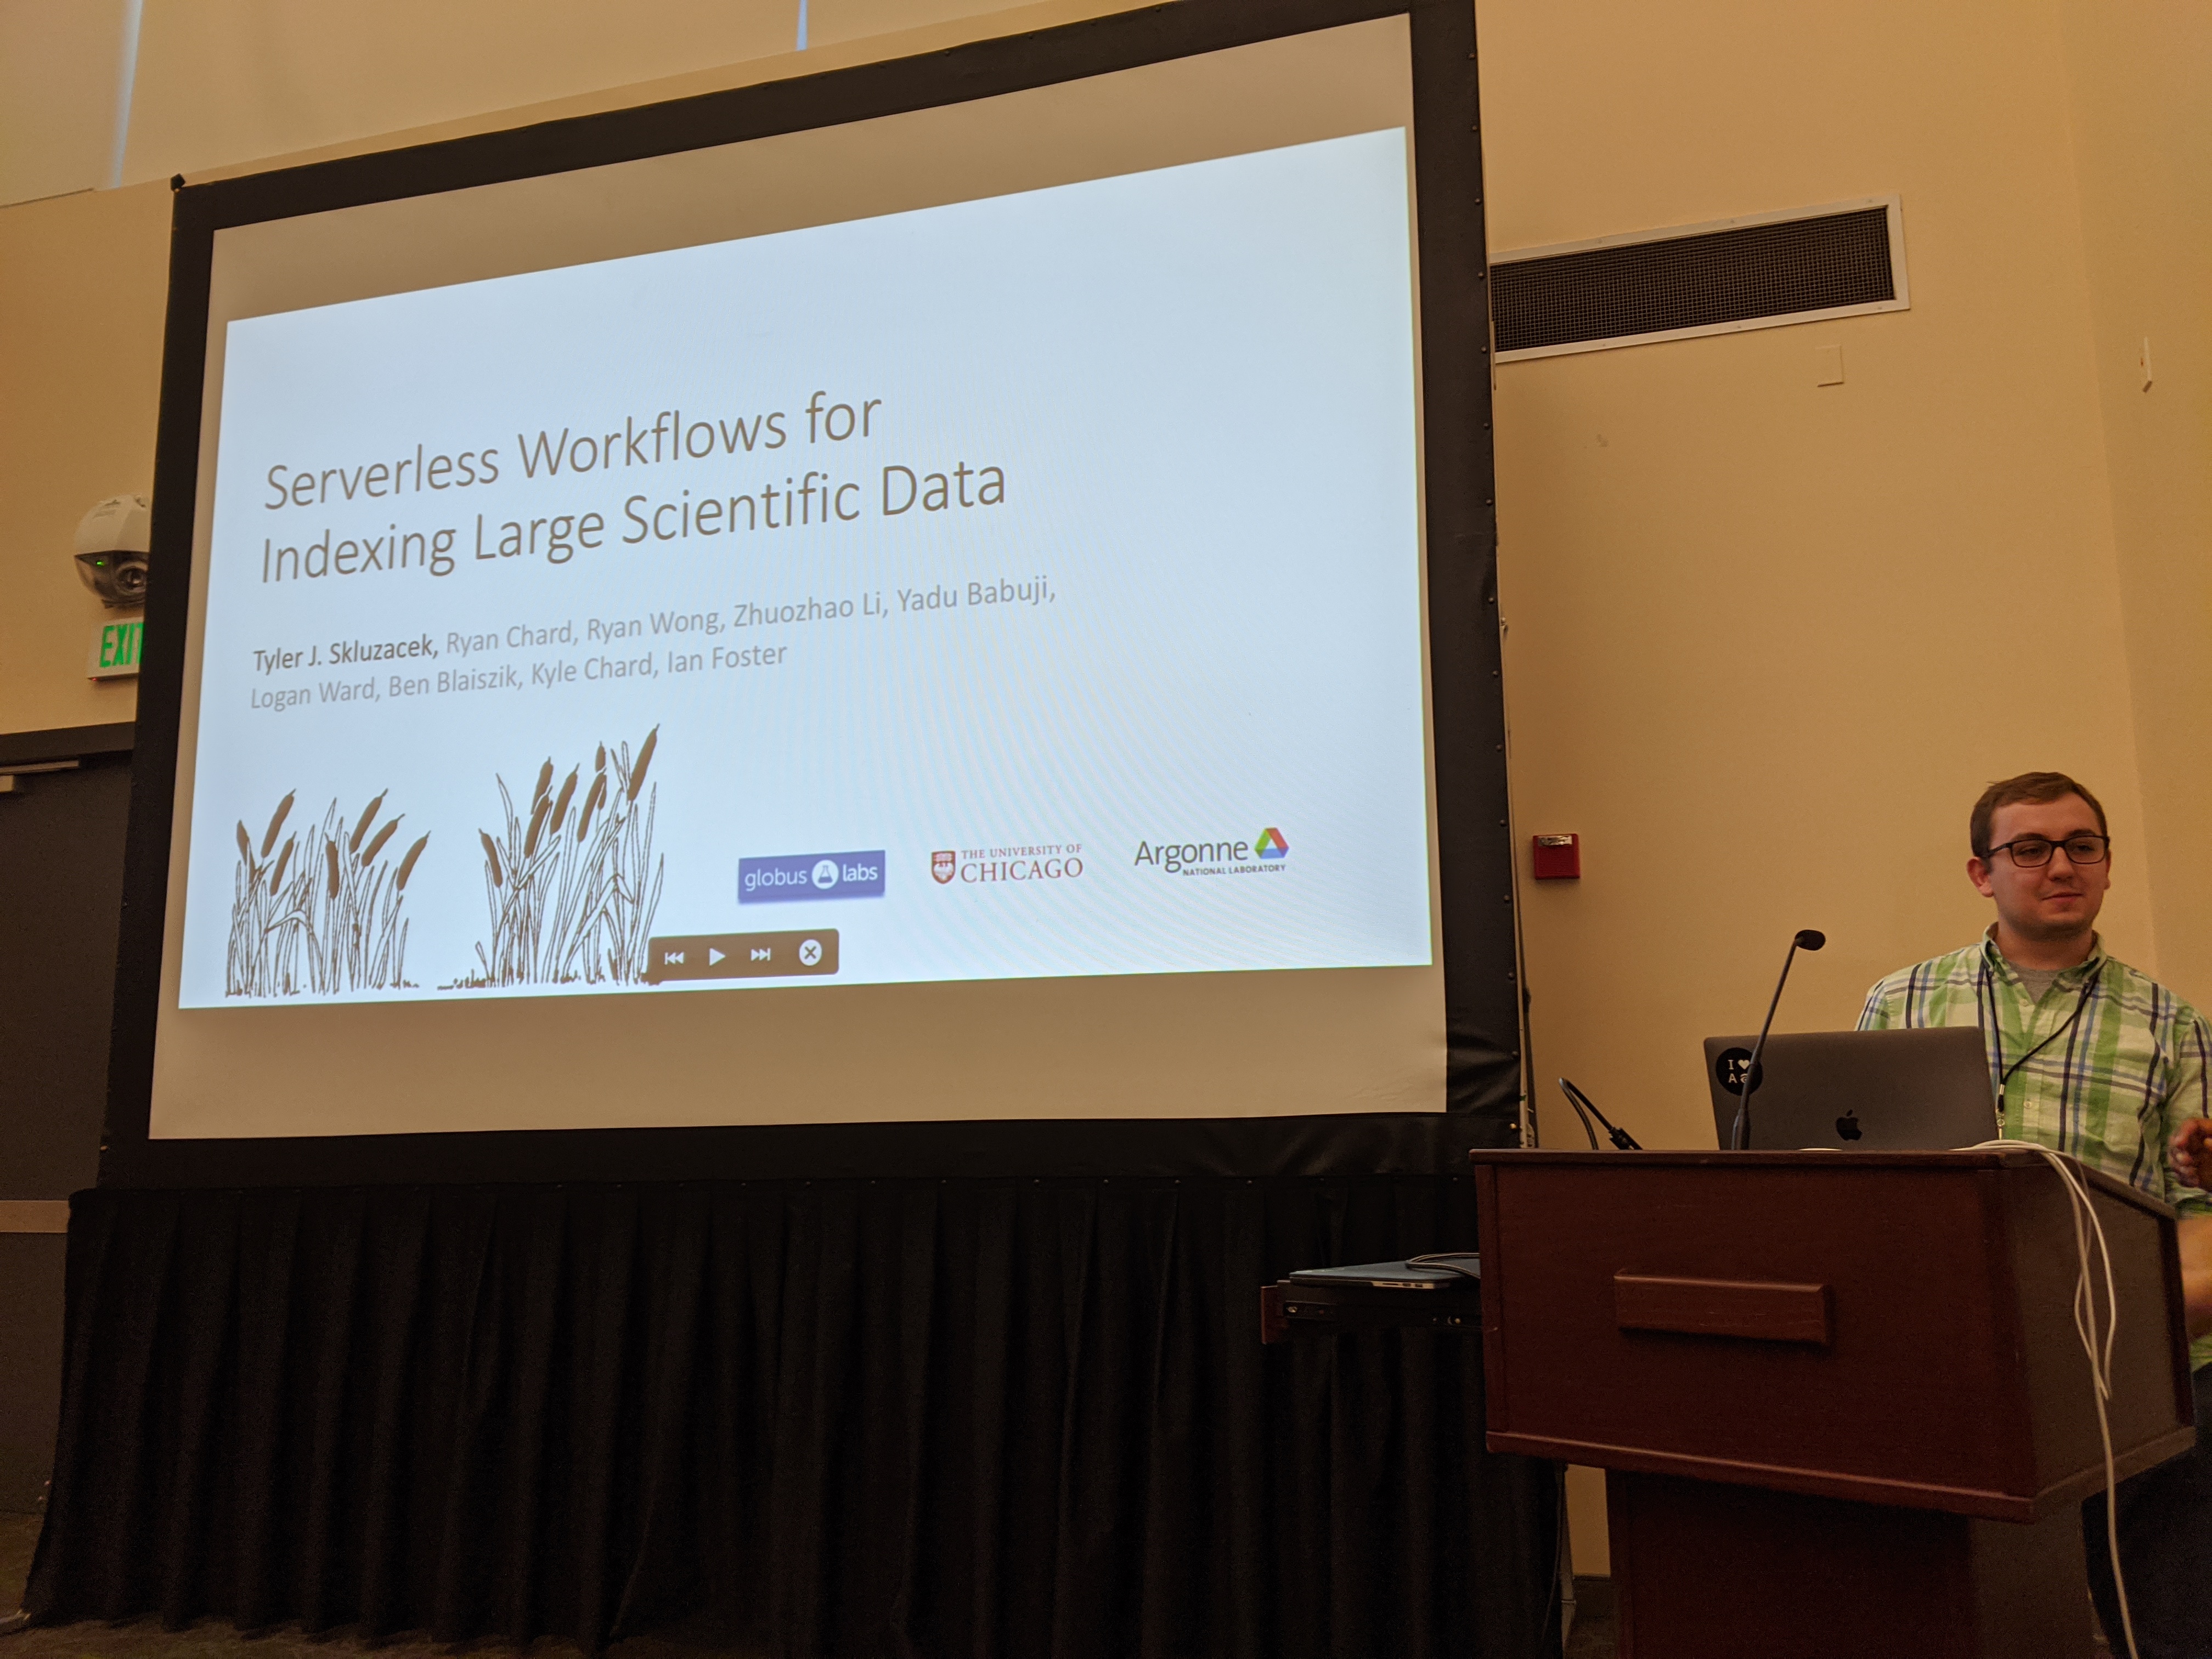 Serverless Workflows for
Indexing Large Scientific Data
Tyler J. Skluzacek, Ryan Chard, Ryan Wong, Zhuozhao Li, Yadu Babuji,
Logan Ward, Ben Blaiszik, Kyle Chard, Ian Foster
globus labs
THE UNIVERSITY OF
CHICAGO
Argonne
NATIONAL LABORATORY
EXIT
I ♥